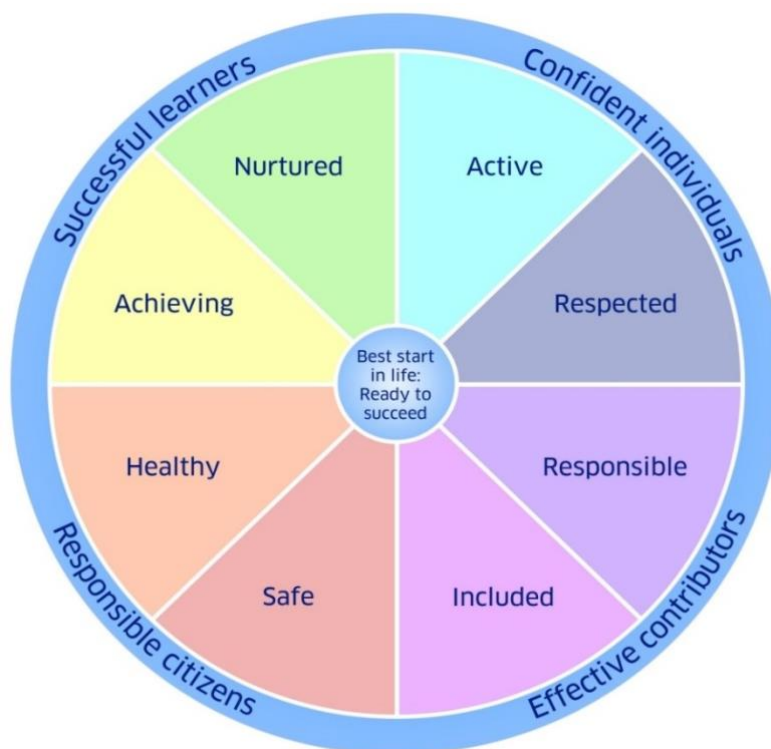 Successful learners
Confident individuals
Nurtured
Active
Achieving
Respected
Best start
in life:
Ready to
succeed
Healthy
Responsible
Safe
Included
Responsible citizens
Effective contributors